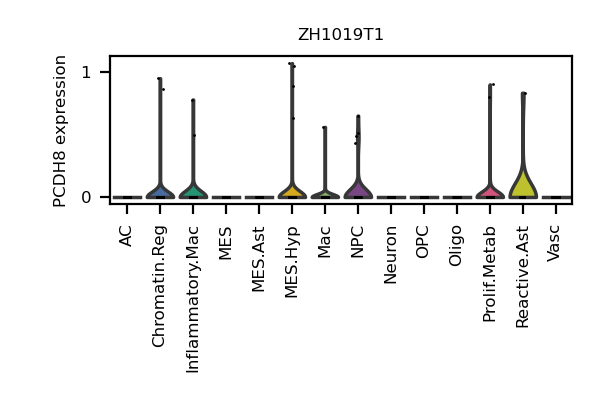 ZH1019T1
PCDH8 expression
1
0
AC
Chromatin.Reg
Inflammatory.Mac
MES
MES.Ast
MES.Hyp
Mac
NPC
Neuron
OPC
Oligo
Prolif.Metab
Reactive.Ast
Vasc